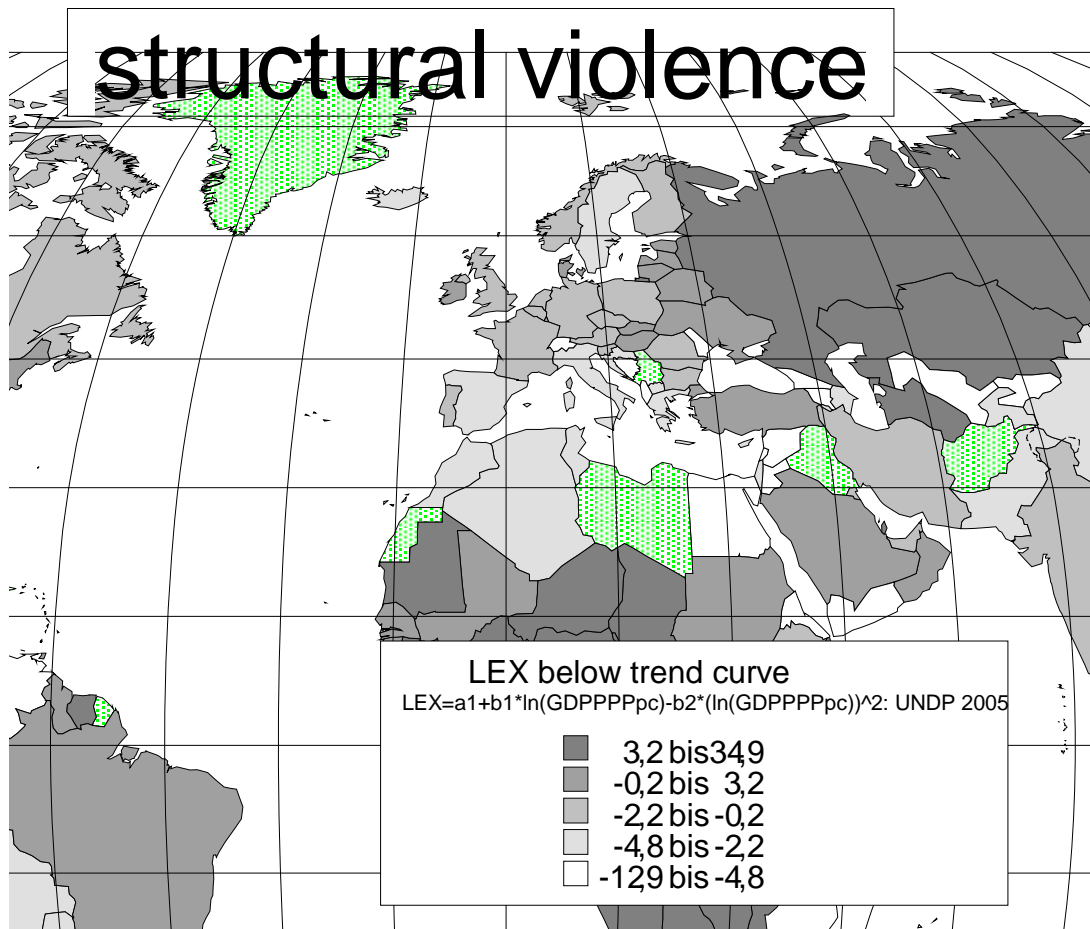 structural violence
LEX below trend curve
LEX=a1+b1*ln(GDPPPPpc)-b2*(ln(GDPPPPpc))^2: UNDP 2005
3,2 bis 34,9
-0,2 bis 3,2
-2,2 bis -0,2
-4,8 bis -2,2
-12,9 bis -4,8